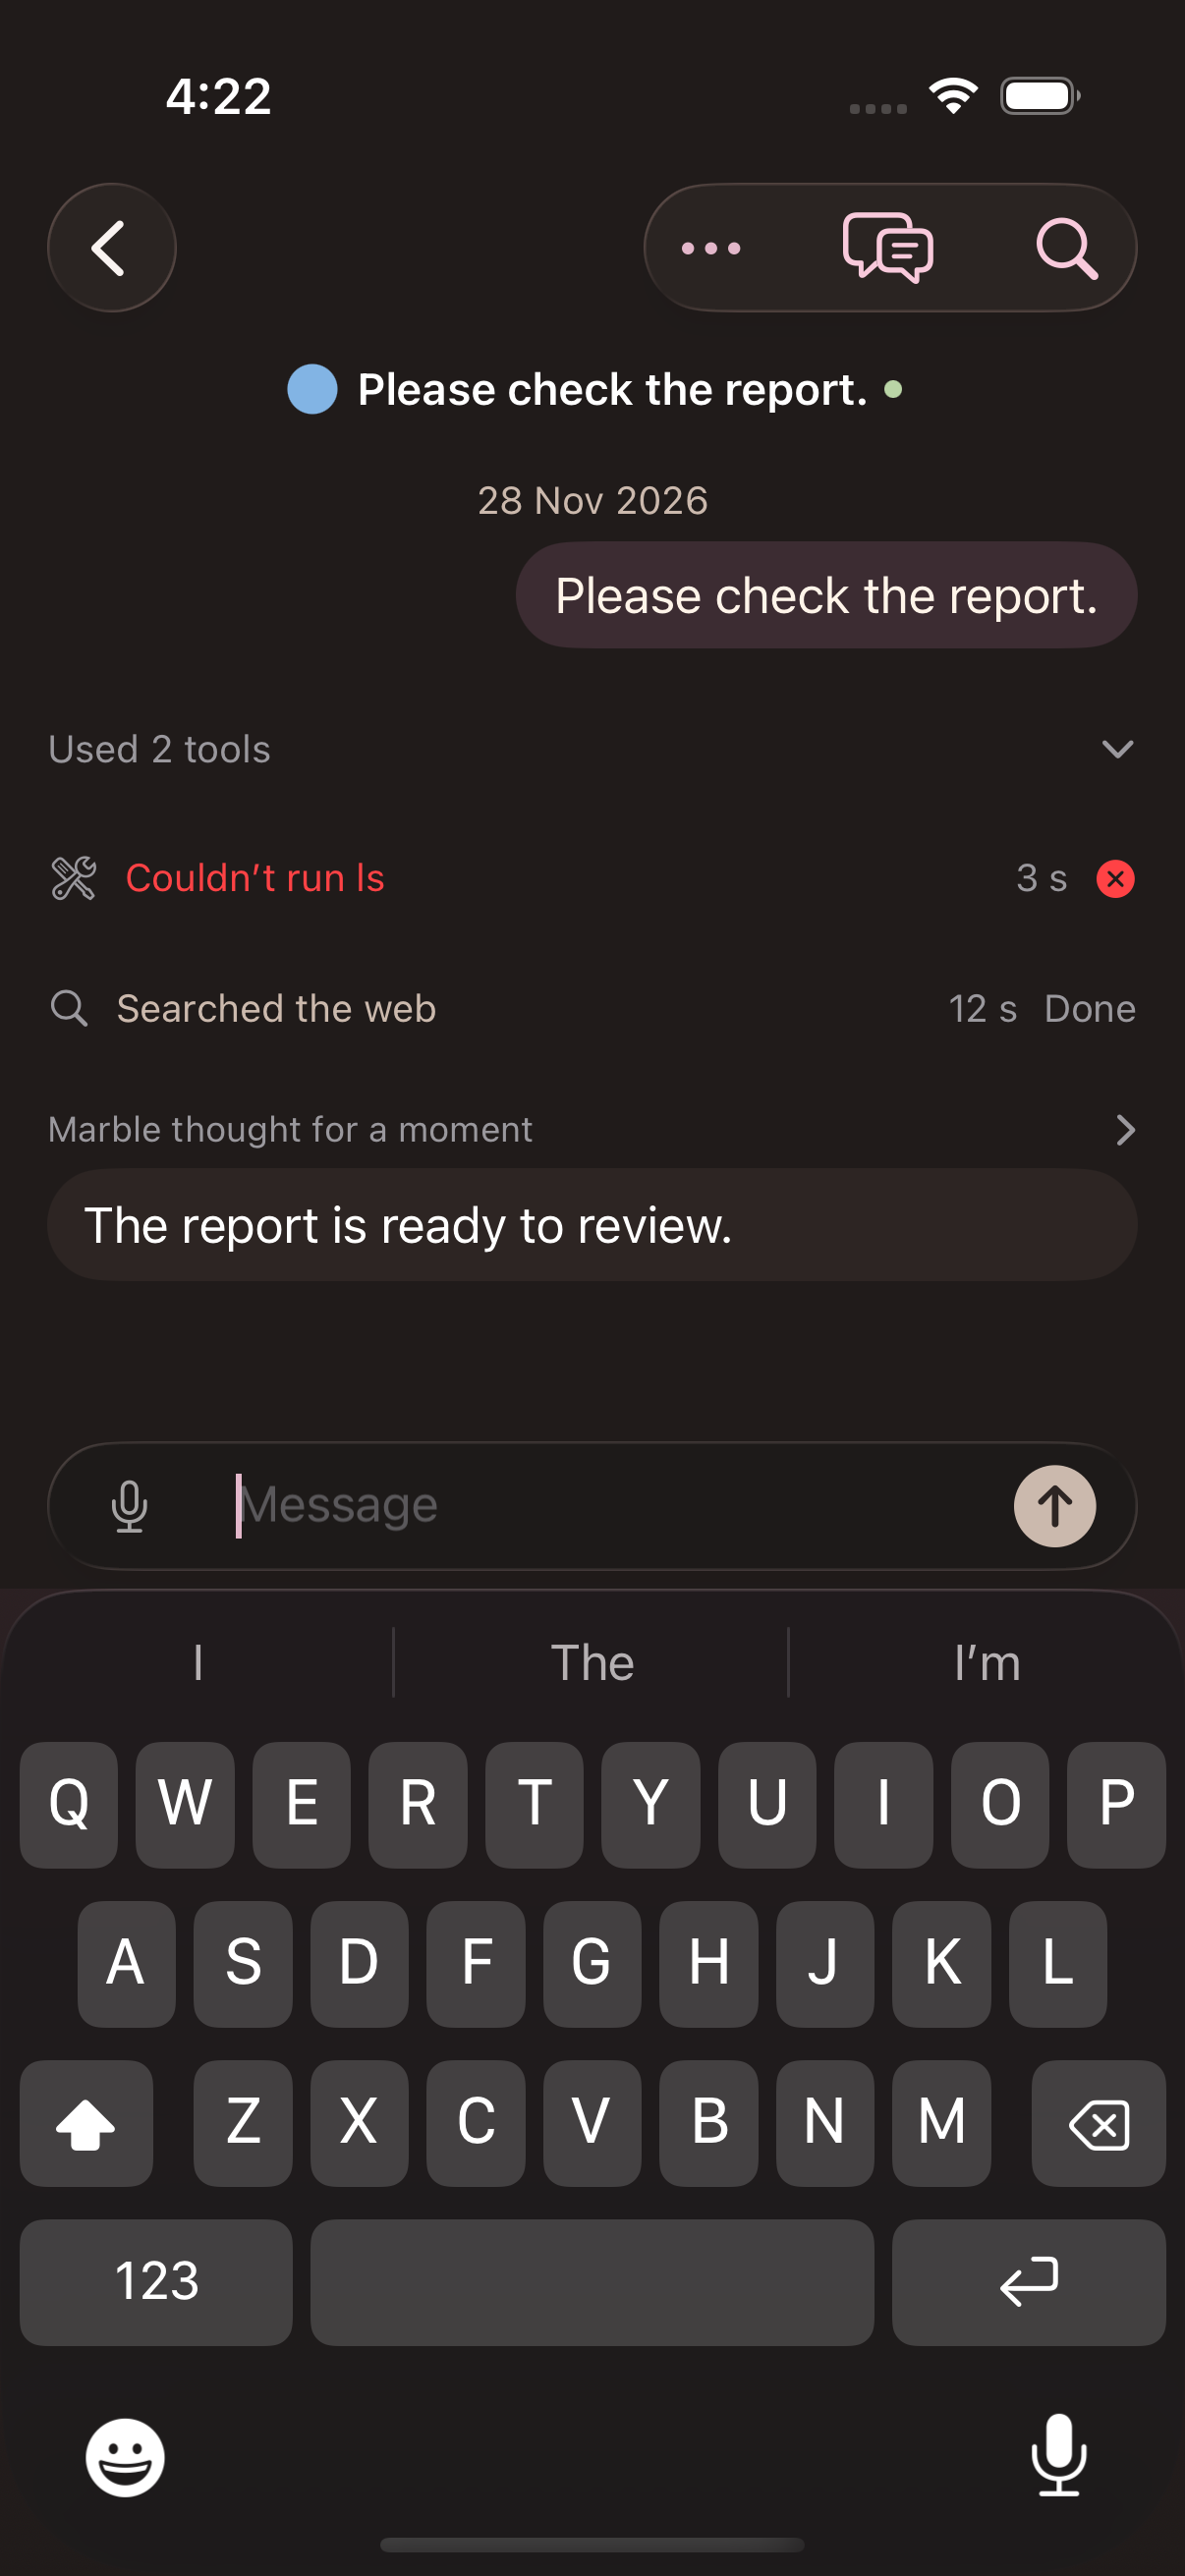 4:22
Please check the report.
28 Nov 2026
Please check the report.
Used 2 tools
Couldn’t run ls
3 s
Searched the web
12 s Done
Marble thought for a moment
The report is ready to review.
Message
I The I’m
Q W E R T Y U I O P
A S D F G H J K L
Z X C V B N M
123